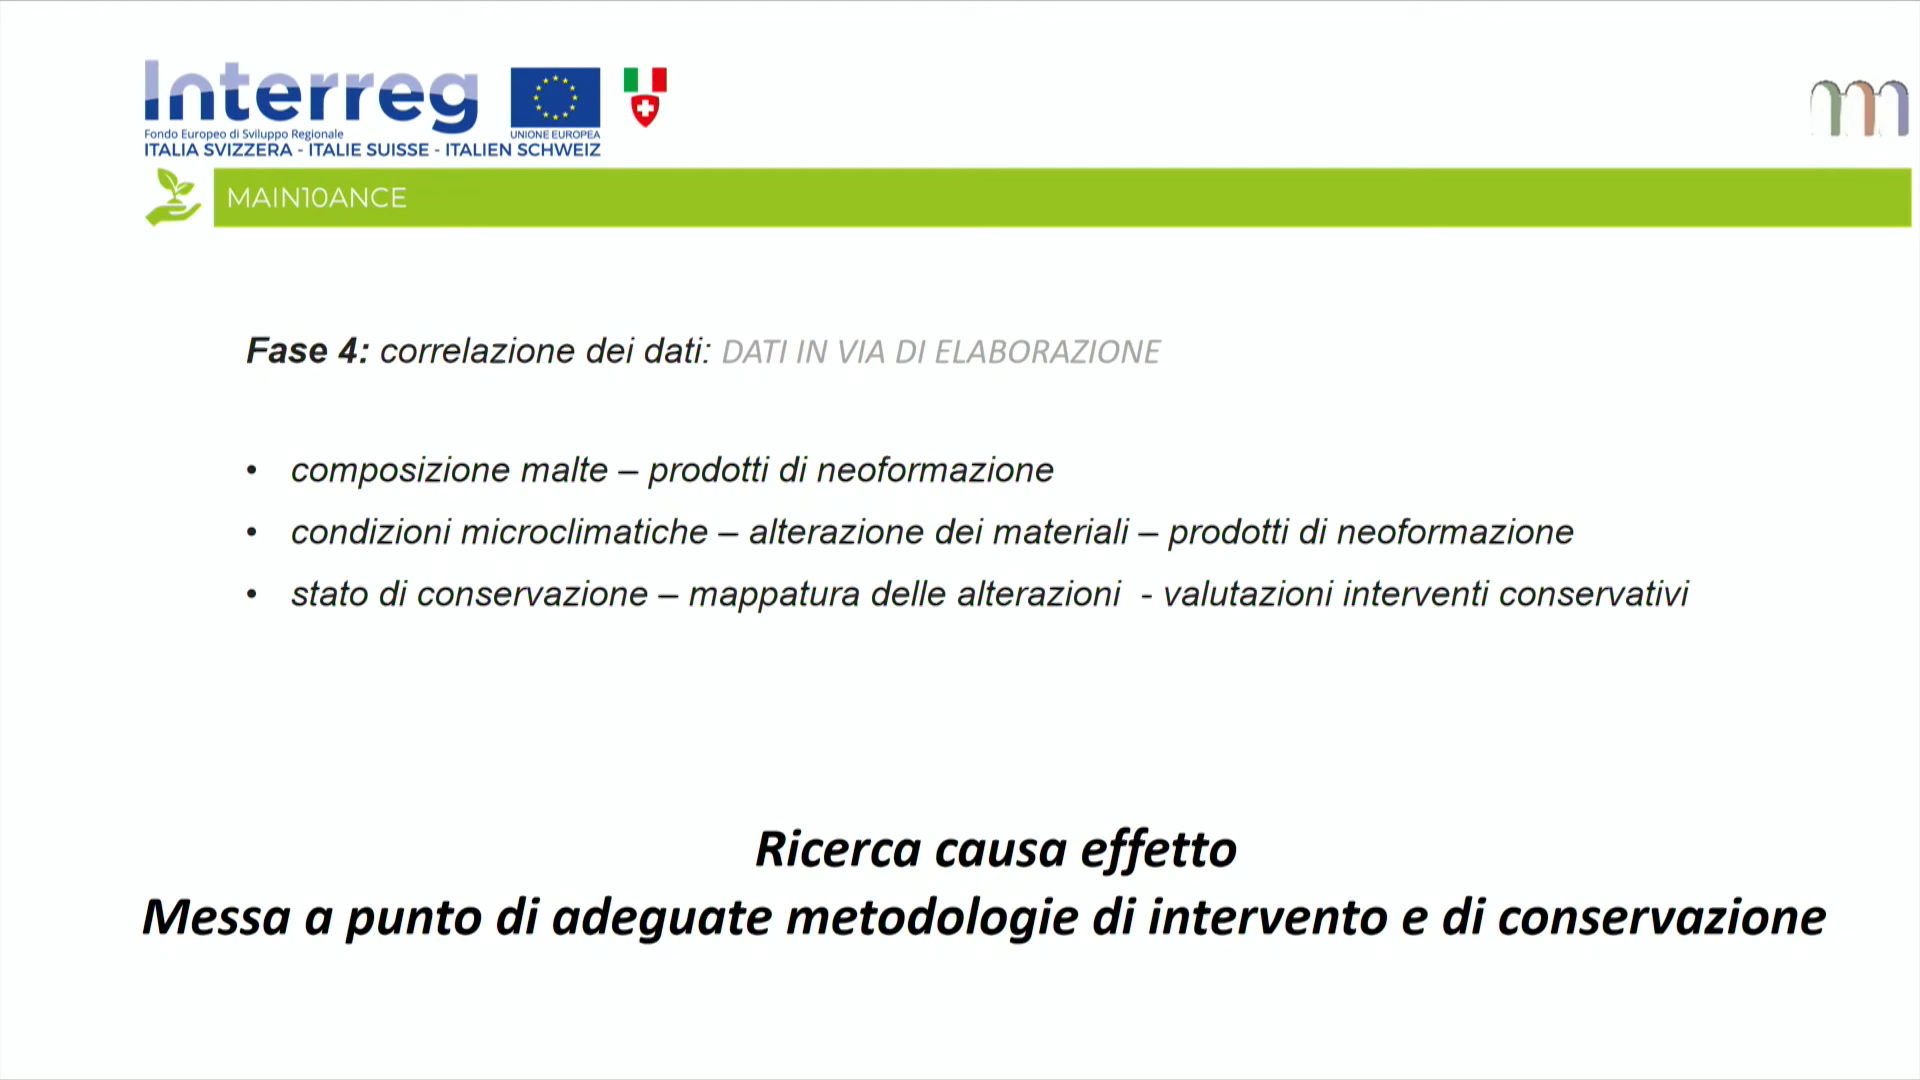 Interreg
Fondo Europeo di Sviluppo Regionale
UNIONE EUROPEA
ITALIA SVIZZERA - ITALIE SUISSE - ITALIEN SCHWEIZ
MAIN10ANCE
Fase 4: correlazione dei dati: DATI IN VIA DI ELABORAZIONE
• composizione malte – prodotti di neoformazione
• condizioni microclimatiche – alterazione dei materiali – prodotti di neoformazione
• stato di conservazione – mappatura delle alterazioni - valutazioni interventi conservativi
Ricerca causa effetto
Messa a punto di adeguate metodologie di intervento e di conservazione